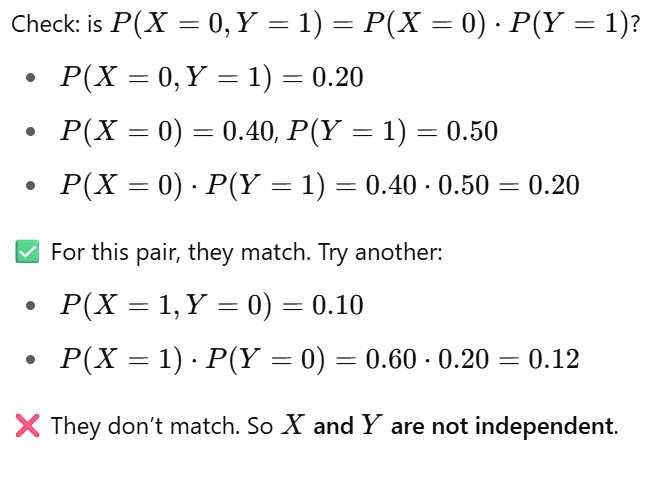 Check: is P(X = 0, Y = 1) = P(X = 0) · P(Y = 1)?
• P(X = 0, Y = 1) = 0.20
• P(X = 0) = 0.40, P(Y = 1) = 0.50
• P(X = 0) · P(Y = 1) = 0.40 · 0.50 = 0.20
✅ For this pair, they match. Try another:
• P(X = 1, Y = 0) = 0.10
• P(X = 1) · P(Y = 0) = 0.60 · 0.20 = 0.12
❌ They don’t match. So X and Y are not independent.